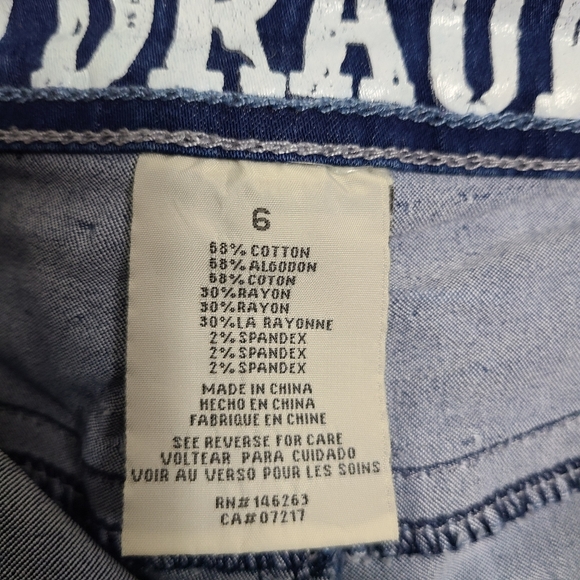 DRAU
6
68% COTTON
68% ALGODON
68% COTON
30%RAYON
30%RAYON
30%LA RAYONNE
2% SPANDEX
2% SPANDEX
2% SPANDEX
MADE IN CHINA
HECHO EN CHINA
FABRIQUE EN CHINE
SEE REVERSE FOR CARE
VOLTEAR PARA CUIDADO
VOIR AU VERSO POUR LES SOINS
RN#146263
CA#07217